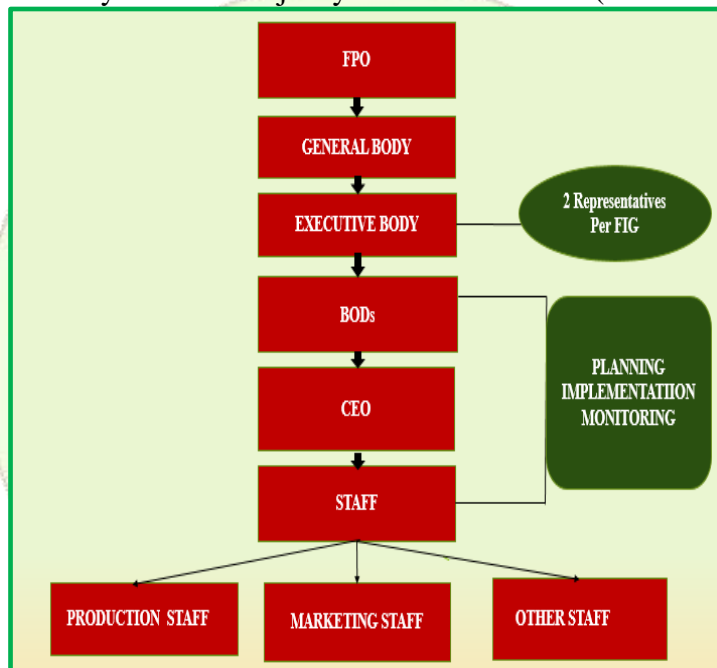 FPO
GENERAL BODY
EXECUTIVE BODY
2 Representatives
Per FIG
BODs
PLANNING
IMPLEMENTATIION
MONITORING
CEO
STAFF
PRODUCTION STAFF
MARKETING STAFF
OTHER STAFF